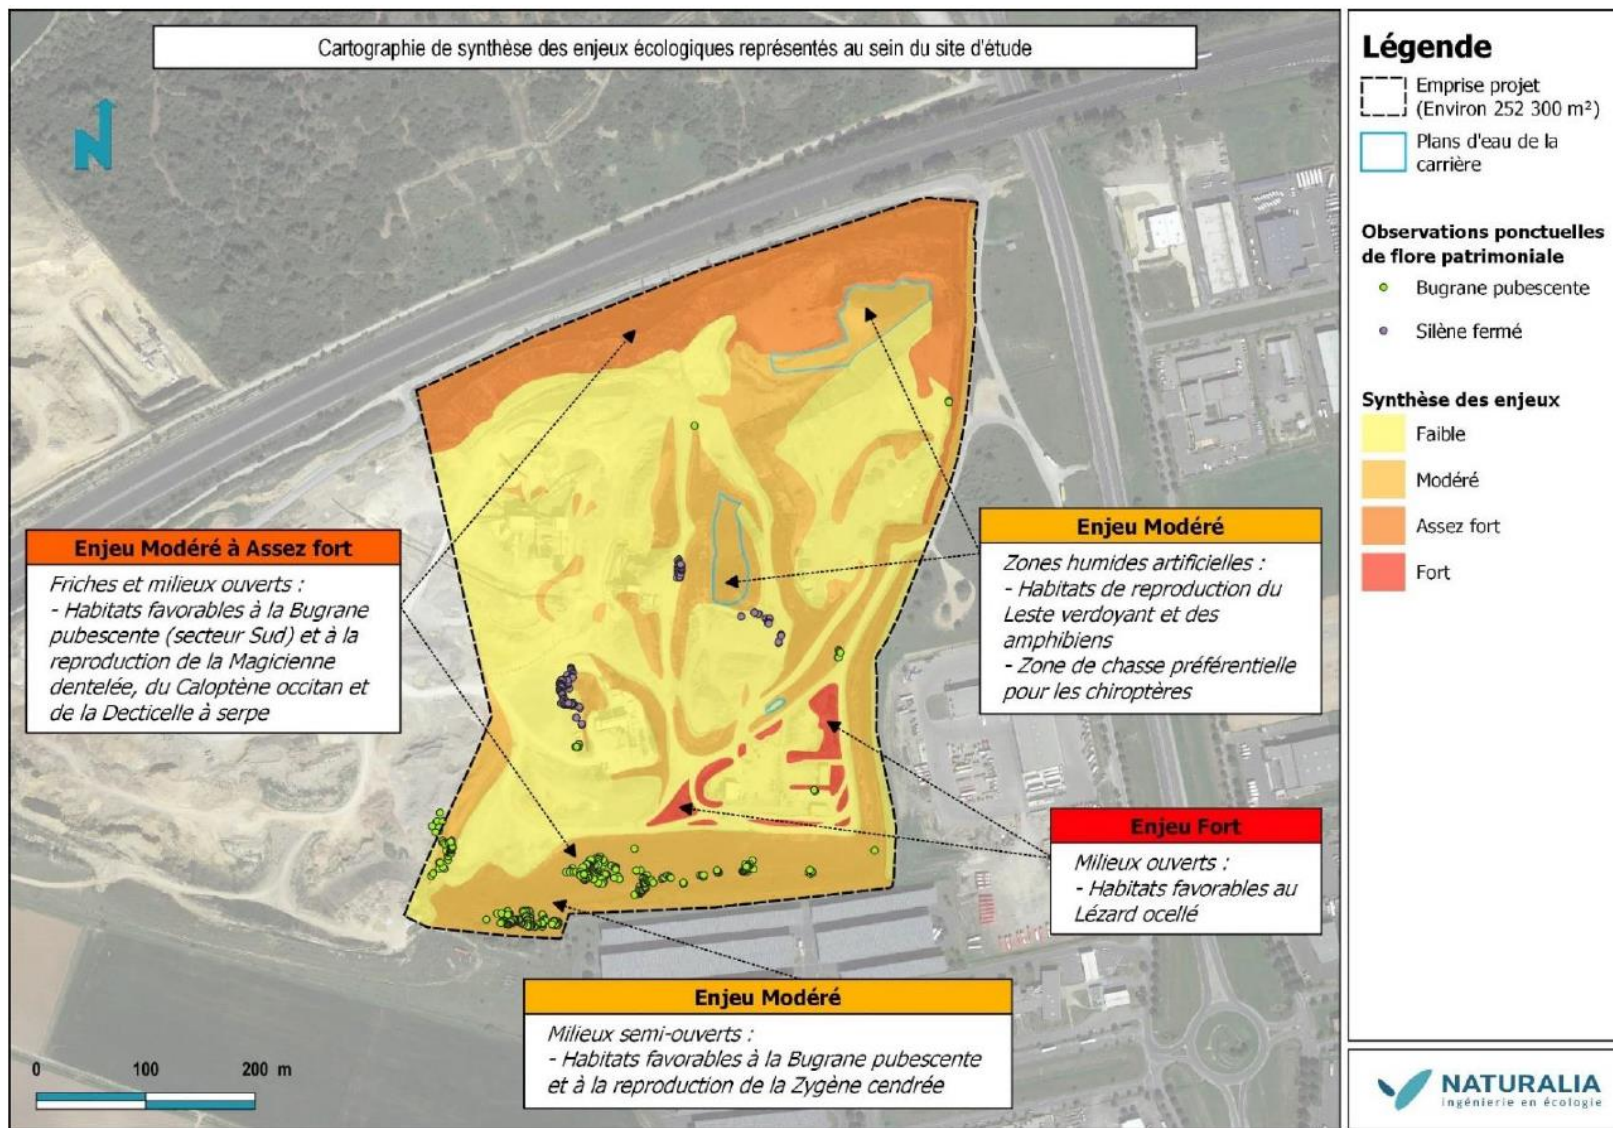 Cartographie de synthèse des enjeux écologiques représentés au sein du site d'étude
N
Enjeu Modéré à Assez fort
Friches et milieux ouverts :
- Habitats favorables à la Bugrane
pubescente (secteur Sud) et à la
reproduction de la Magicienne
dentelée, du Caloptène occitan et
de la Decticelle à serpe
Enjeu Modéré
Zones humides artificielles :
- Habitats de reproduction du
Leste verdoyant et des
amphibiens
- Zone de chasse préférentielle
pour les chiroptères
Enjeu Fort
Milieux ouverts :
- Habitats favorables au
Lézard ocellé
Enjeu Modéré
Milieux semi-ouverts :
- Habitats favorables à la Bugrane pubescente
et à la reproduction de la Zygène cendrée
0 100 200 m
Légende
Emprise projet
(Environ 252 300 m²)
Plans d'eau de la
carrière
Observations ponctuelles
de flore patrimoniale
Bugrane pubescente
Silène fermé
Synthèse des enjeux
Faible
Modéré
Assez fort
Fort
NATURALIA
ingénierie en écologie